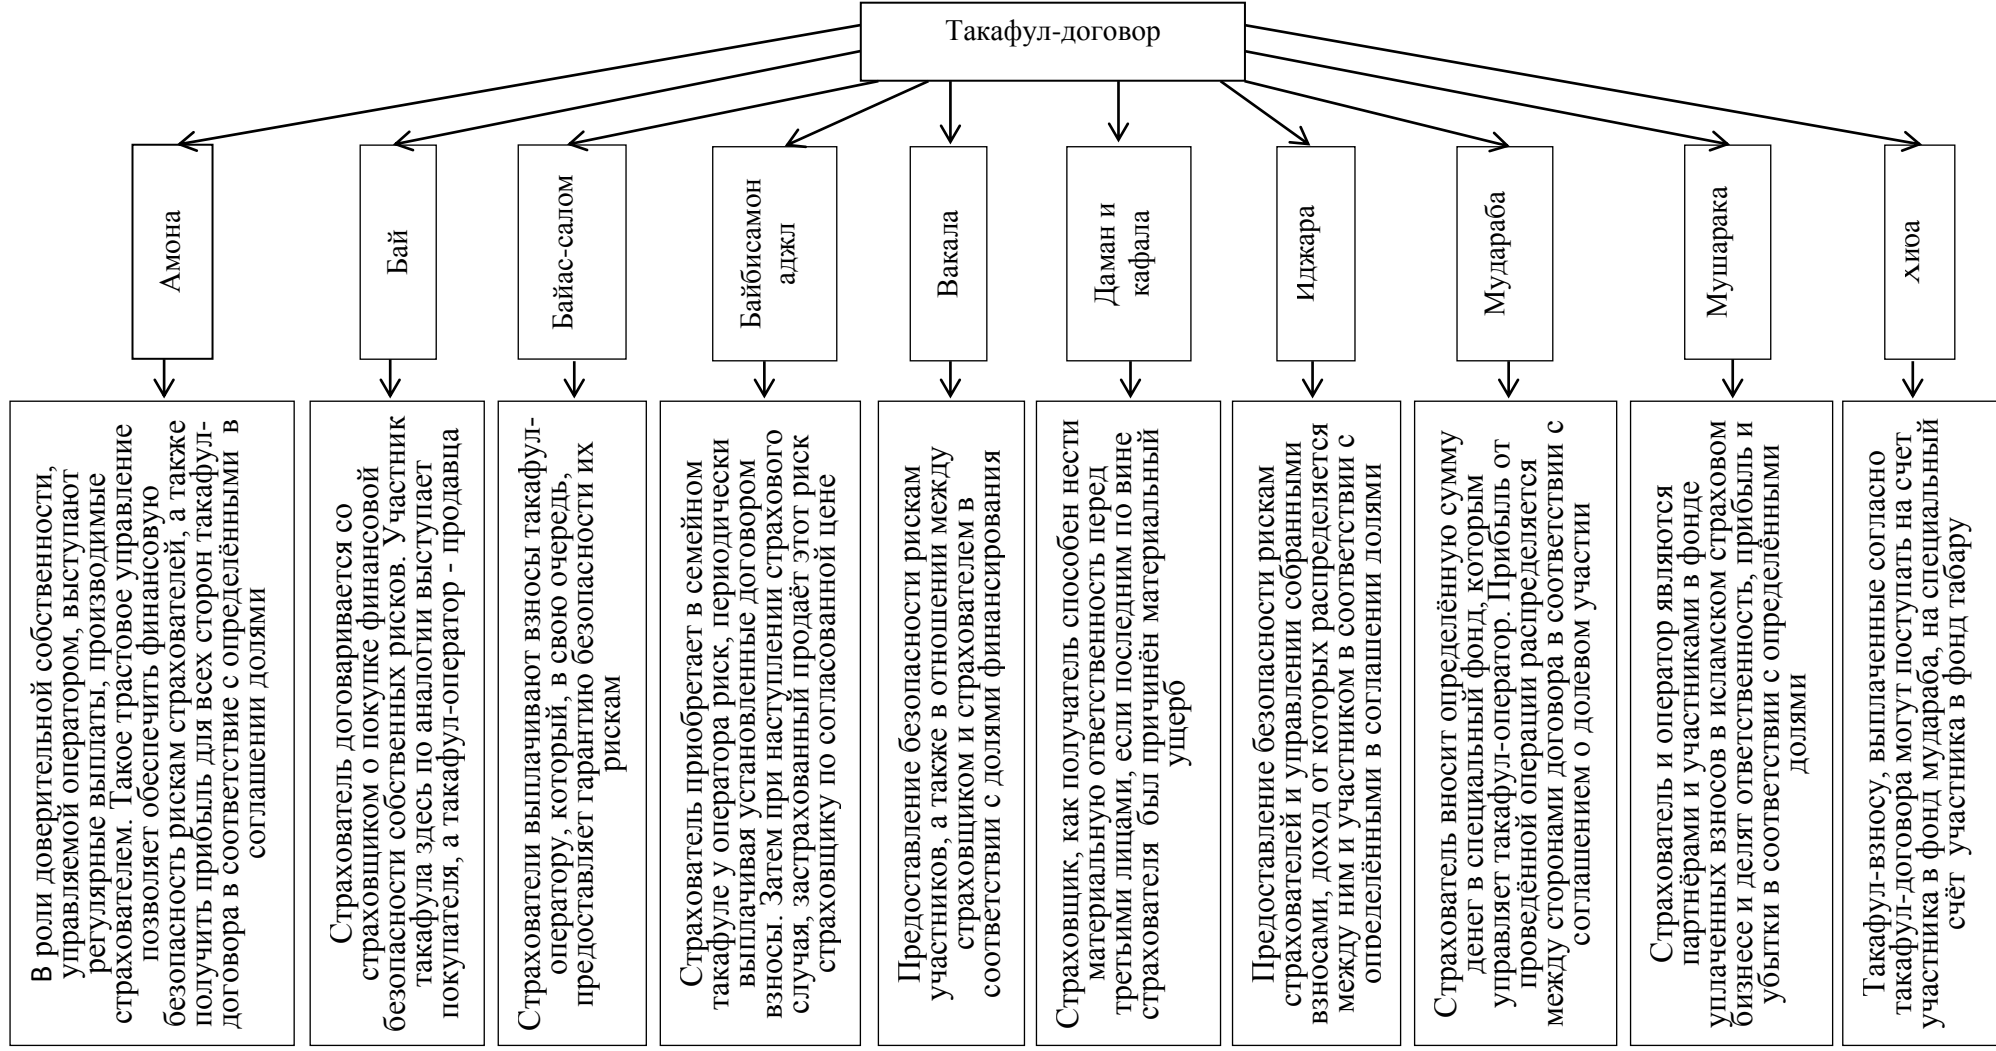 Такафул-договор
Амона
Бай
Байас-салом
Байбисамон
аджл
Вакала
Даман и
кафала
Иджара
Мудараба
Мушарака
хиоа
В роли доверительной собственности,
управляемой оператором, выступают
регулярные выплаты, производимые
страхователем. Такое трастовое управление
позволяет обеспечить финансовую
безопасность рискам страхователей, а также
получить прибыль для всех сторон такафул-
договора в соответствие с определёнными в
соглашении долями
Страхователь договаривается со
страховщиком о покупке финансовой
безопасности собственных рисков. Участник
такафула здесь по аналогии выступает
покупателя, а такафул-оператор - продавца
Страхователи выплачивают взносы такафул-
оператору, который, в свою очередь,
предоставляет гарантию безопасности их
рискам
Страхователь приобретает в семейном
такафуле у оператора риск, периодически
выплачивая установленные договором
взносы. Затем при наступлении страхового
случая, застрахованный продаёт этот риск
страховщику по согласованной цене
Предоставление безопасности рискам
участников, а также в отношении между
страховщиком и страхователем в
соответствии с долями финансирования
Страховщик, как получатель способен нести
материальную ответственность перед
третьими лицами, если последним по вине
страхователя был причинён материальный
ущерб
Предоставление безопасности рискам
страхователей и управлении собранными
взносами, доход от которых распределяется
между ним и участником в соответствии с
определёнными в соглашении долями
Страхователь вносит определённую сумму
денег в специальный фонд, которым
управляет такафул-оператор. Прибыль от
проведённой операции распределяется
между сторонами договора в соответствии с
соглашением о долевом участии
Страхователь и оператор являются
партнёрами и участниками в фонде
уплаченных взносов в исламском страховом
бизнесе и делят ответственность, прибыль и
убытки в соответствии с определёнными
долями
Такафул-взносу, выплаченные согласно
такафул-договора могут поступать на счет
участника в фонд мудараба, на специальный
счёт участника в фонд табару